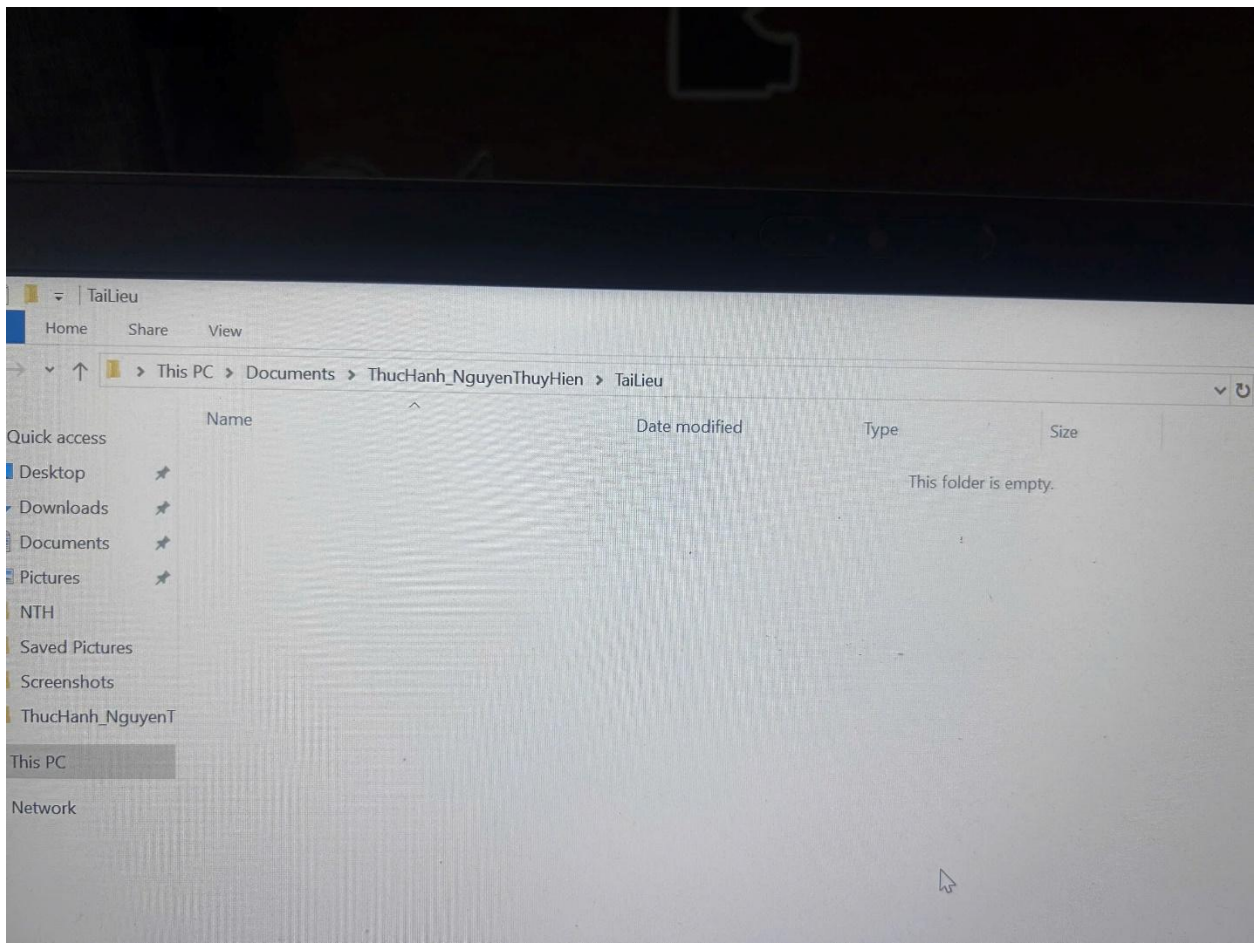 TaiLieu
Home Share View
This PC > Documents > ThucHanh_NguyenThuyHien > TaiLieu
Name Date modified Type Size
This folder is empty.
Quick access
Desktop
Downloads
Documents
Pictures
NTH
Saved Pictures
Screenshots
ThucHanh_NguyenT
This PC
Network